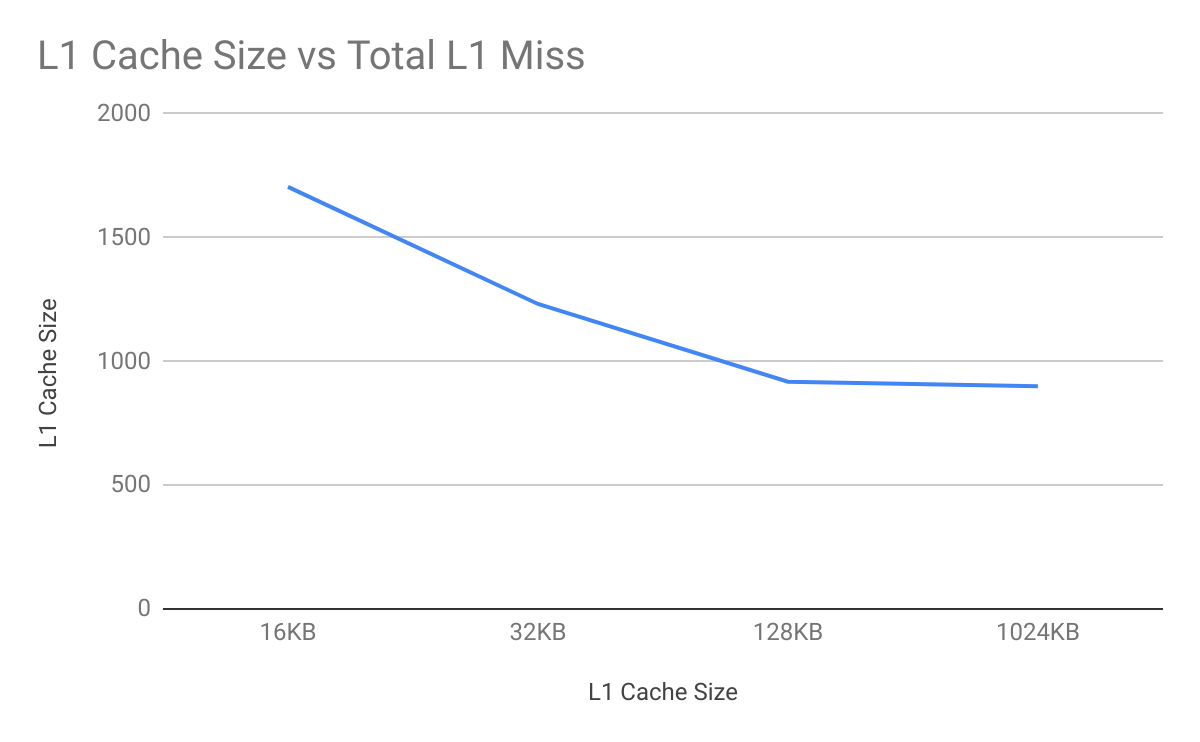 L1 Cache Size vs Total L1 Miss
2000
1500
1000
500
0
L1 Cache Size
16KB 32KB 128KB 1024KB
L1 Cache Size